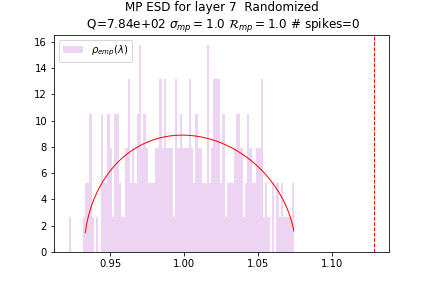 MP ESD for layer 7 Randomized
Q=7.84e+02 σmp = 1.0 Rmp = 1.0 # spikes=0
ρemp(λ)
16
14
12
10
8
6
4
2
0
0.95 1.00 1.05 1.10